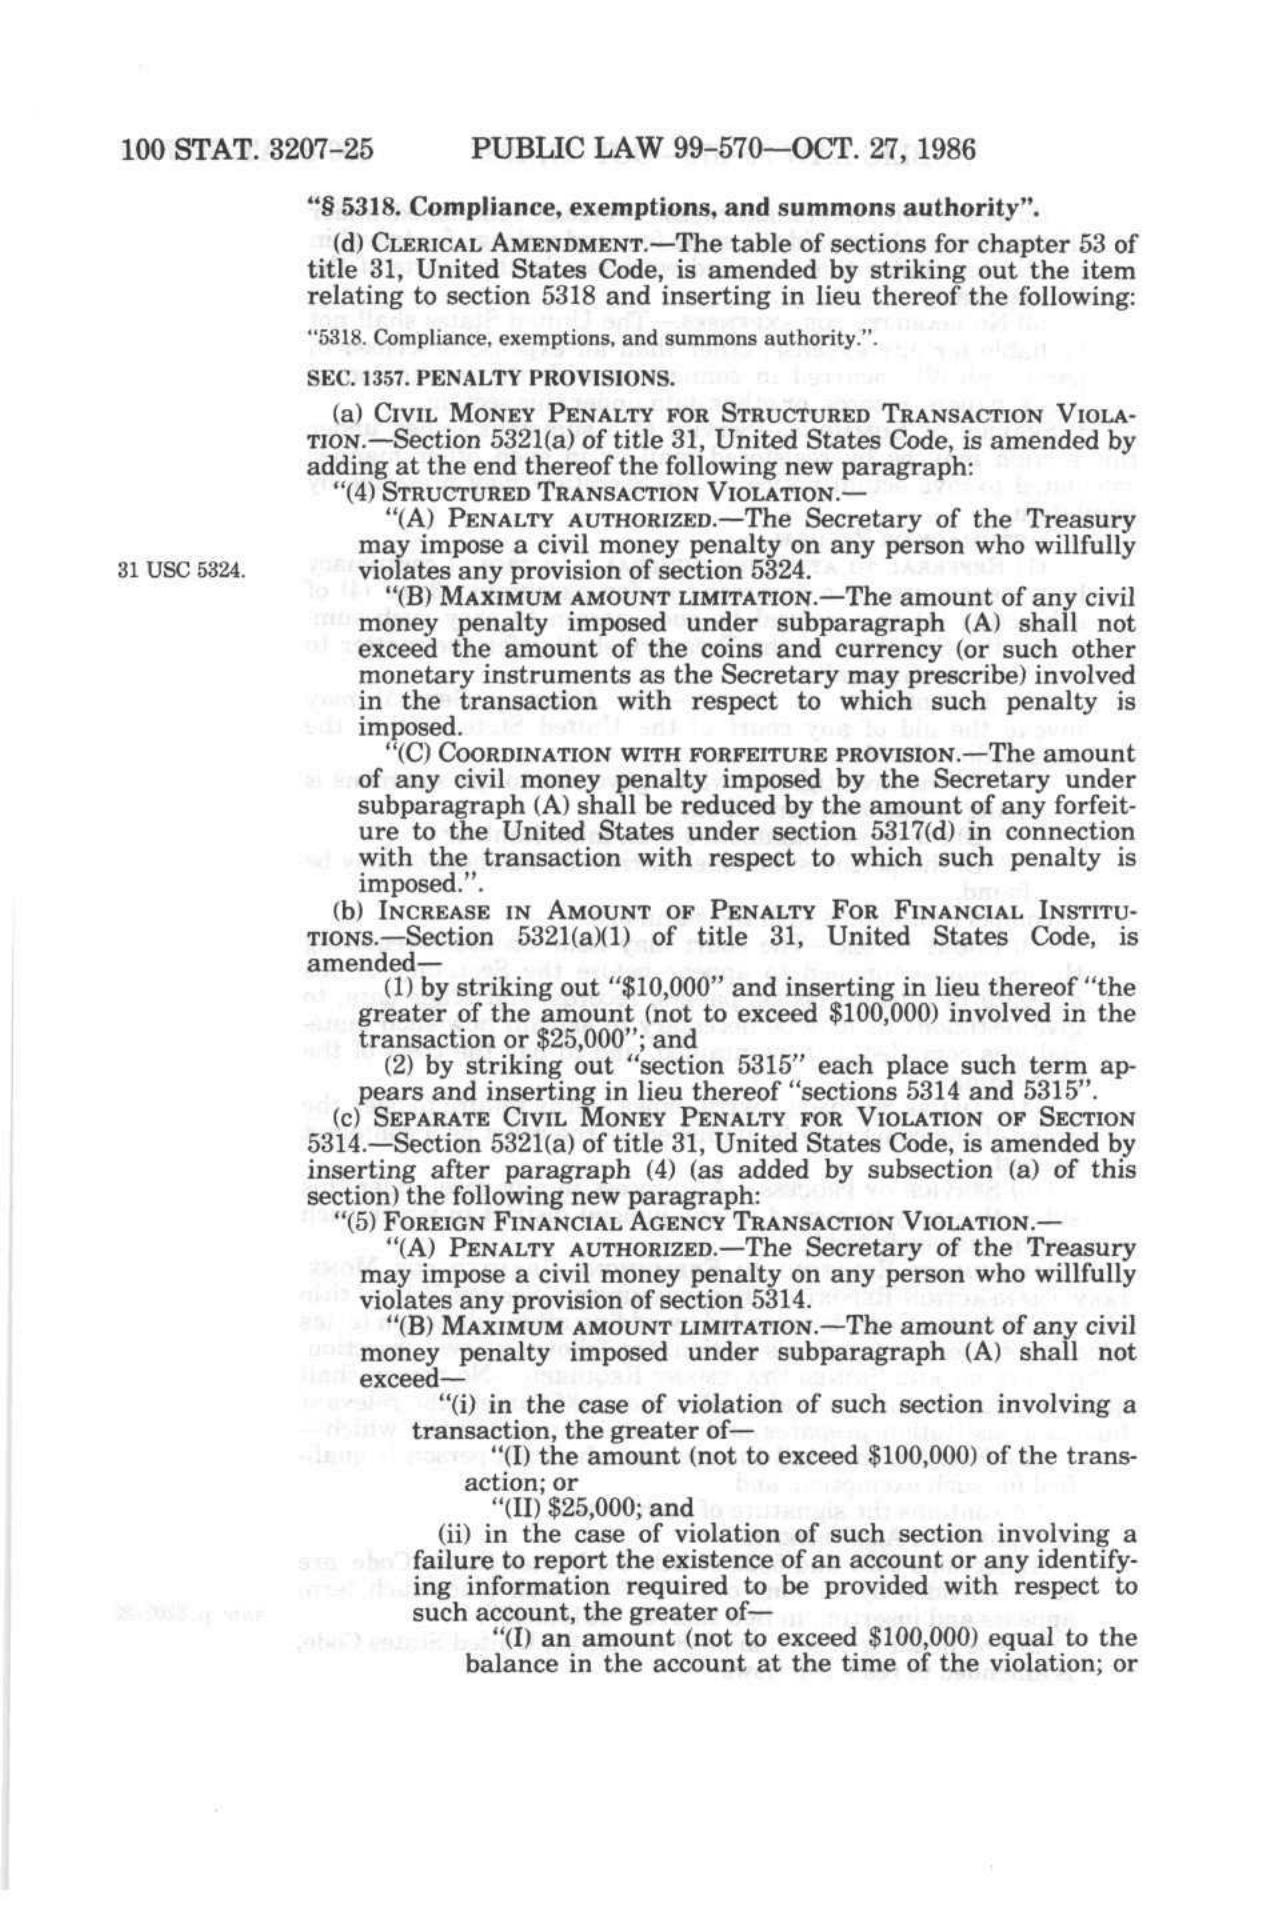 100 STAT. 3207-25 PUBLIC LAW 99-570—OCT. 27, 1986
“§ 5318. Compliance, exemptions, and summons authority”.
(d) CLERICAL AMENDMENT.—The table of sections for chapter 53 of
title 31, United States Code, is amended by striking out the item
relating to section 5318 and inserting in lieu thereof the following:
“5318. Compliance, exemptions, and summons authority.”.
SEC. 1357. PENALTY PROVISIONS.
(a) CIVIL MONEY PENALTY FOR STRUCTURED TRANSACTION VIOLA-
TION.—Section 5321(a) of title 31, United States Code, is amended by
adding at the end thereof the following new paragraph:
“(4) STRUCTURED TRANSACTION VIOLATION.—
“(A) PENALTY AUTHORIZED.—The Secretary of the Treasury
may impose a civil money penalty on any person who willfully
31 USC 5324. violates any provision of section 5324.
“(B) MAXIMUM AMOUNT LIMITATION.—The amount of any civil
money penalty imposed under subparagraph (A) shall not
exceed the amount of the coins and currency (or such other
monetary instruments as the Secretary may prescribe) involved
in the transaction with respect to which such penalty is
imposed.
“(C) COORDINATION WITH FORFEITURE PROVISION.—The amount
of any civil money penalty imposed by the Secretary under
subparagraph (A) shall be reduced by the amount of any forfeit-
ure to the United States under section 5317(d) in connection
with the transaction with respect to which such penalty is
imposed.”.
(b) INCREASE IN AMOUNT OF PENALTY FOR FINANCIAL INSTITU-
TIONS.—Section 5321(a)(1) of title 31, United States Code, is
amended—
(1) by striking out “$10,000” and inserting in lieu thereof “the
greater of the amount (not to exceed $100,000) involved in the
transaction or $25,000”; and
(2) by striking out “section 5315” each place such term ap-
pears and inserting in lieu thereof “sections 5314 and 5315”.
(c) SEPARATE CIVIL MONEY PENALTY FOR VIOLATION OF SECTION
5314.—Section 5321(a) of title 31, United States Code, is amended by
inserting after paragraph (4) (as added by subsection (a) of this
section) the following new paragraph:
“(5) FOREIGN FINANCIAL AGENCY TRANSACTION VIOLATION.—
“(A) PENALTY AUTHORIZED.—The Secretary of the Treasury
may impose a civil money penalty on any person who willfully
violates any provision of section 5314.
“(B) MAXIMUM AMOUNT LIMITATION.—The amount of any civil
money penalty imposed under subparagraph (A) shall not
exceed—
“(i) in the case of violation of such section involving a
transaction, the greater of—
“(I) the amount (not to exceed $100,000) of the trans-
action; or
“(II) $25,000; and
(ii) in the case of violation of such section involving a
failure to report the existence of an account or any identify-
ing information required to be provided with respect to
such account, the greater of—
“(I) an amount (not to exceed $100,000) equal to the
balance in the account at the time of the violation; or